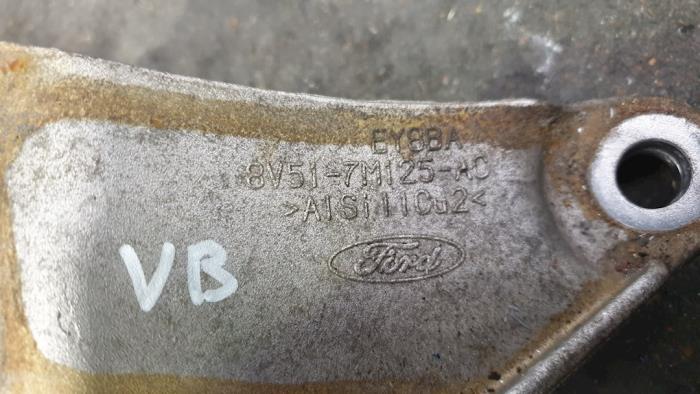 EYSBA
8V51-7M125-AC
>AlSi11Cu2<
Ford
VB